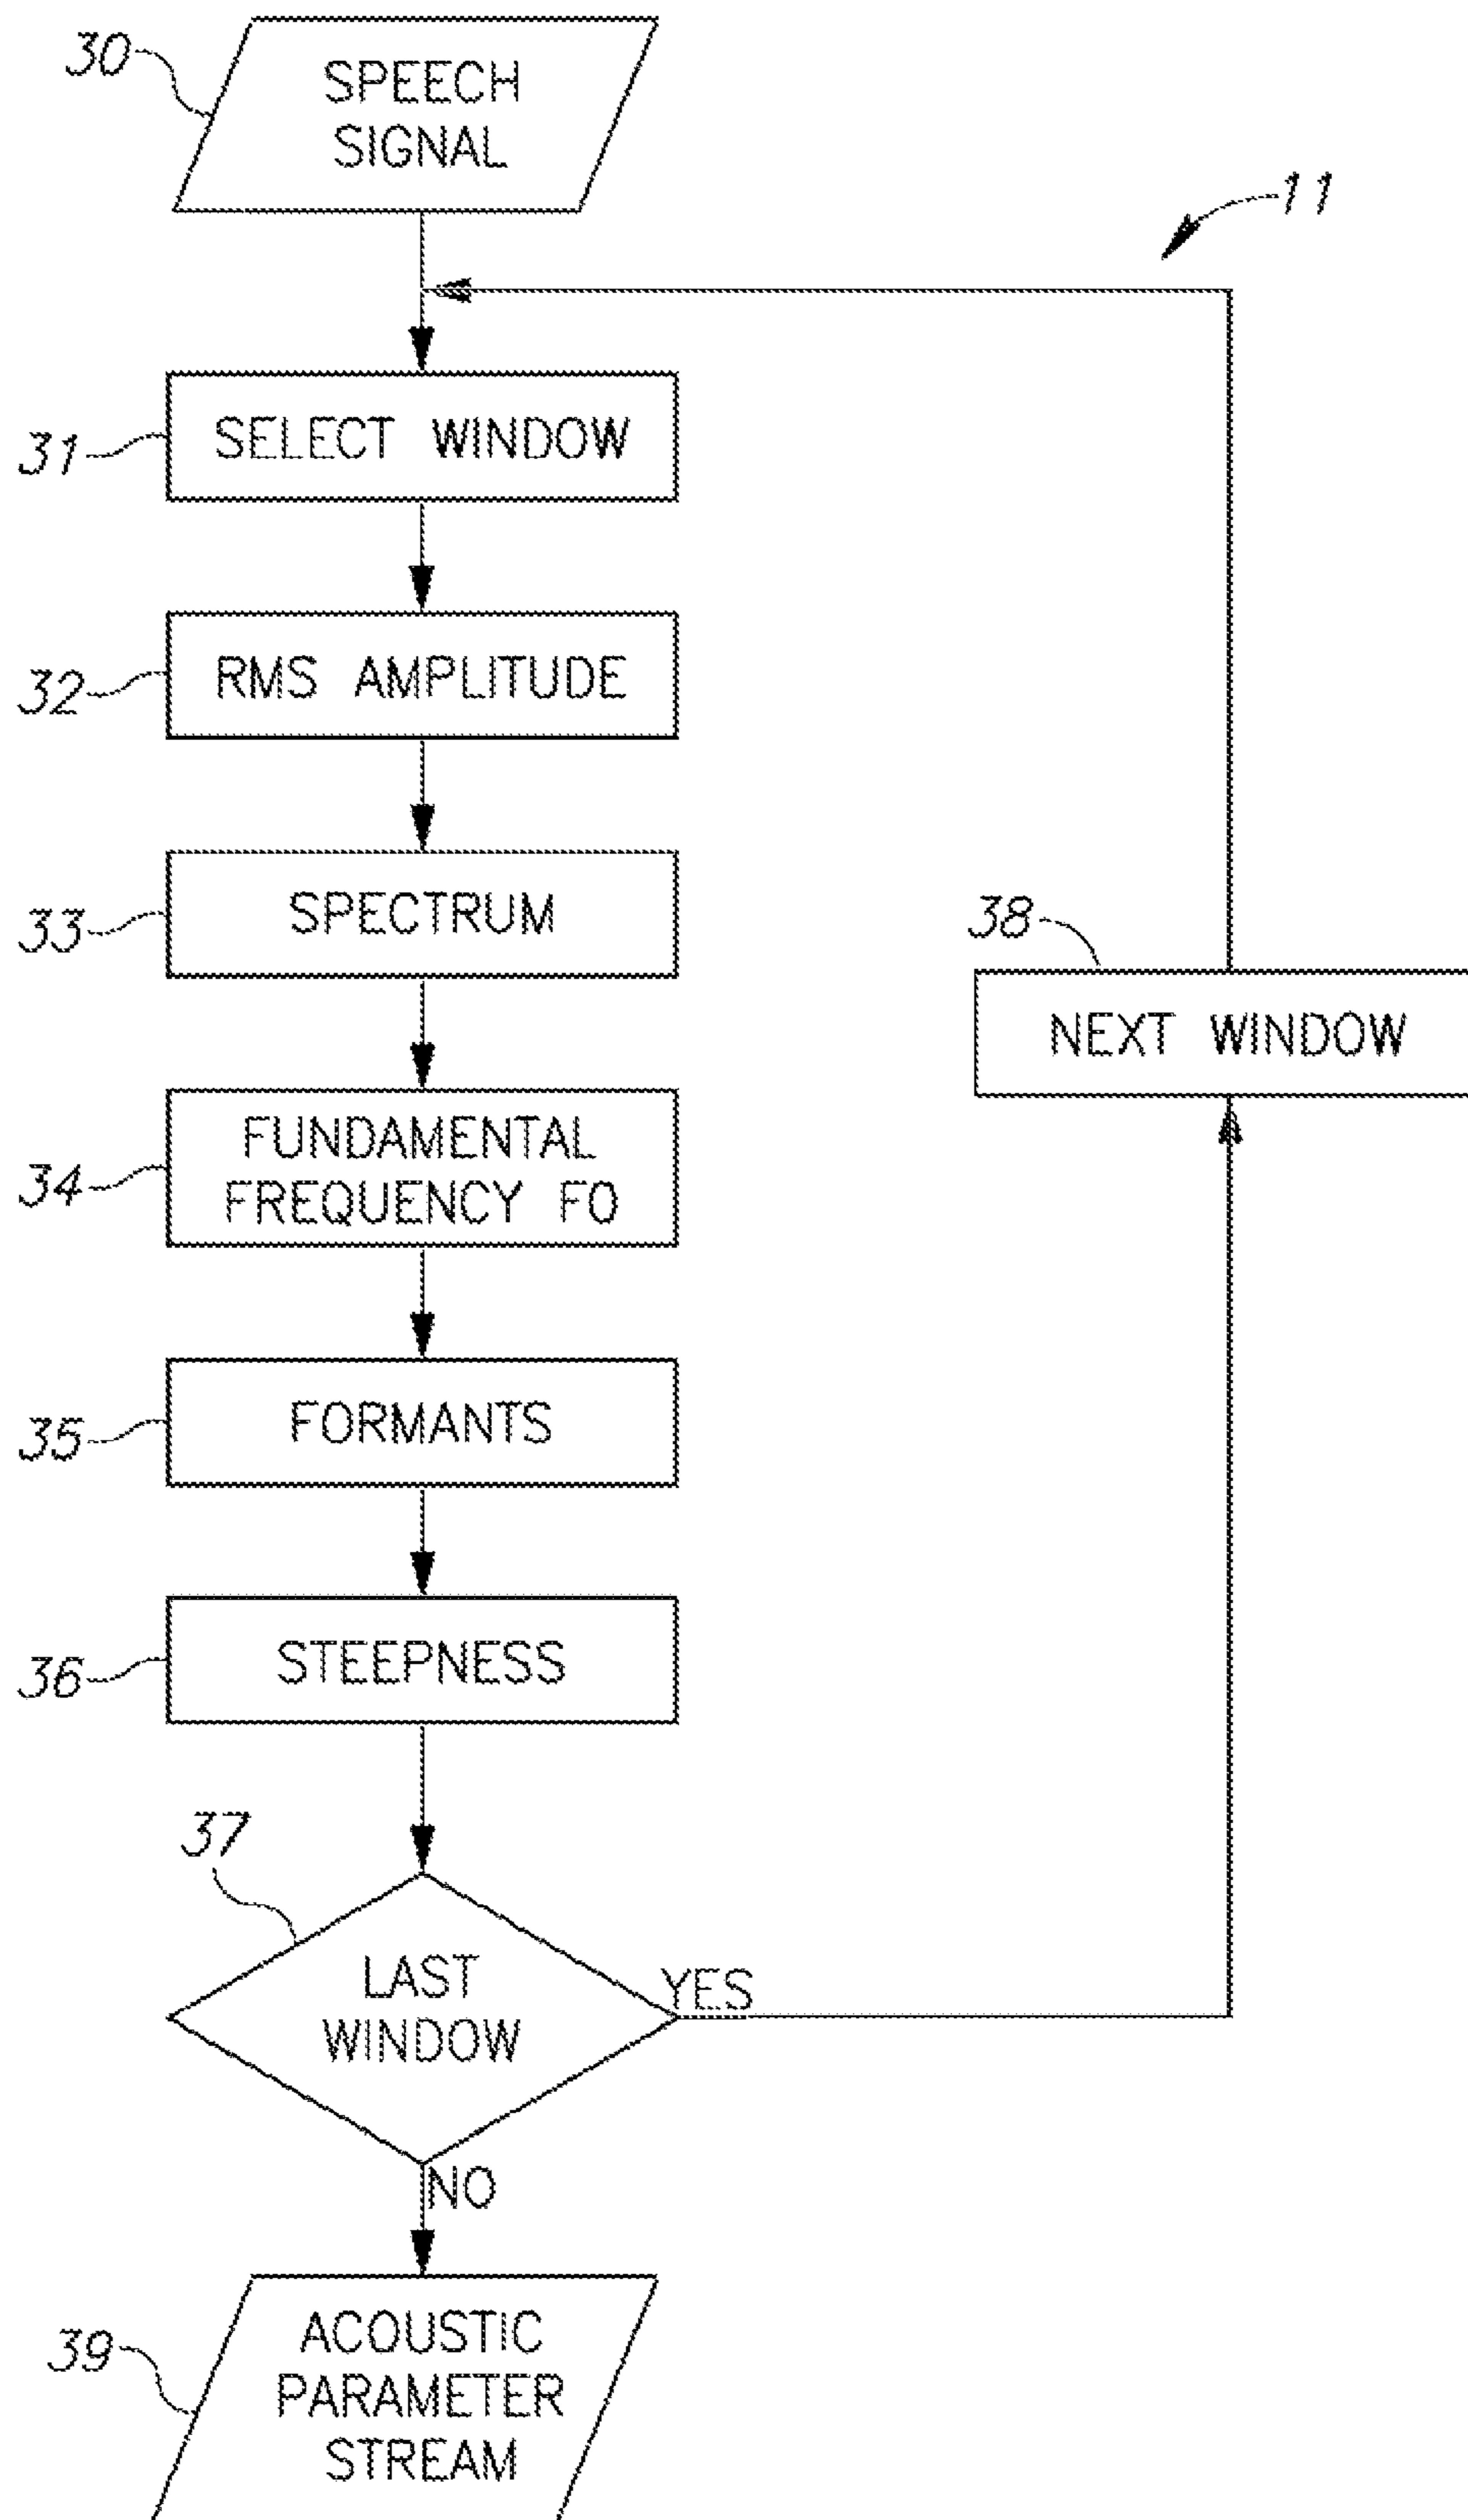 30
SPEECH
SIGNAL
11
31
SELECT WINDOW
32
RMS AMPLITUDE
33
SPECTRUM
38
NEXT WINDOW
34
FUNDAMENTAL
FREQUENCY FO
35
FORMANTS
36
STEEPNESS
37
LAST
WINDOW
YES
NO
39
ACOUSTIC
PARAMETER
STREAM